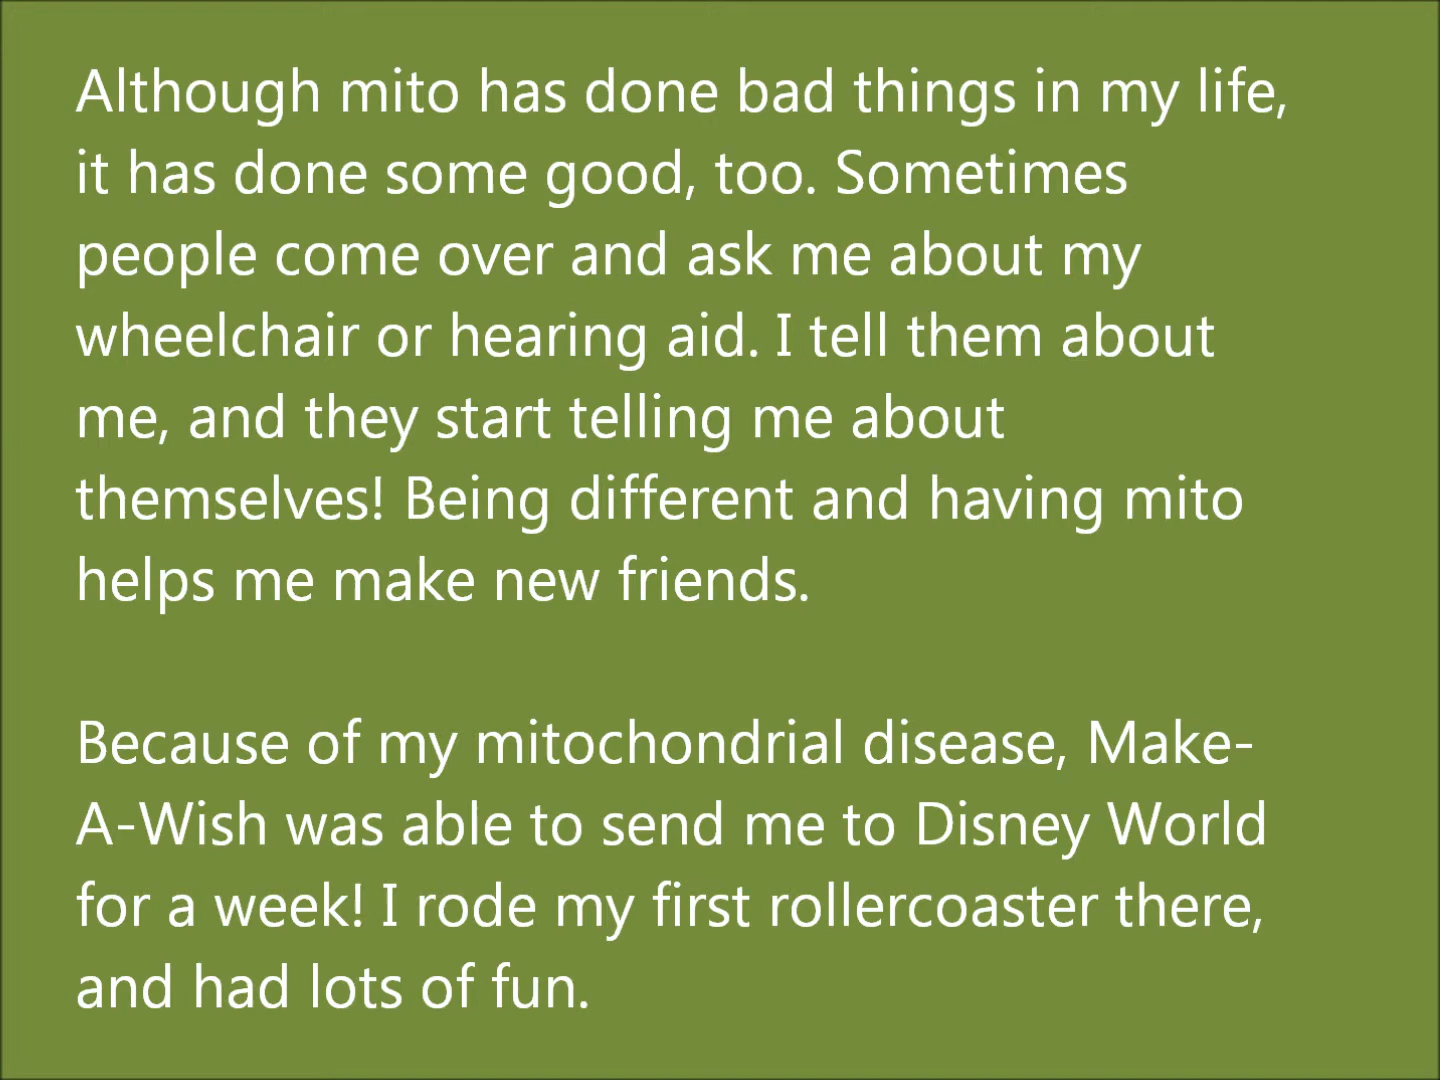 Although mito has done bad things in my life,
it has done some good, too. Sometimes
people come over and ask me about my
wheelchair or hearing aid. I tell them about
me, and they start telling me about
themselves! Being different and having mito
helps me make new friends.
Because of my mitochondrial disease, Make-
A-Wish was able to send me to Disney World
for a week! I rode my first rollercoaster there,
and had lots of fun.